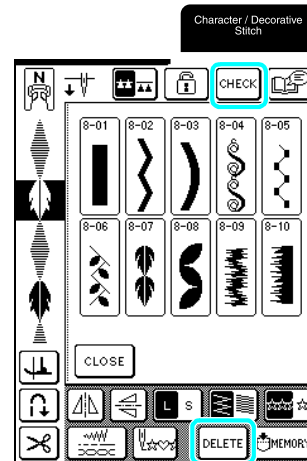 Character / Decorative
Stitch
N
CHECK
8-01 8-02 8-03 8-04 8-05
8-06 8-07 8-08 8-09 8-10
CLOSE
L S
DELETE MEMORY